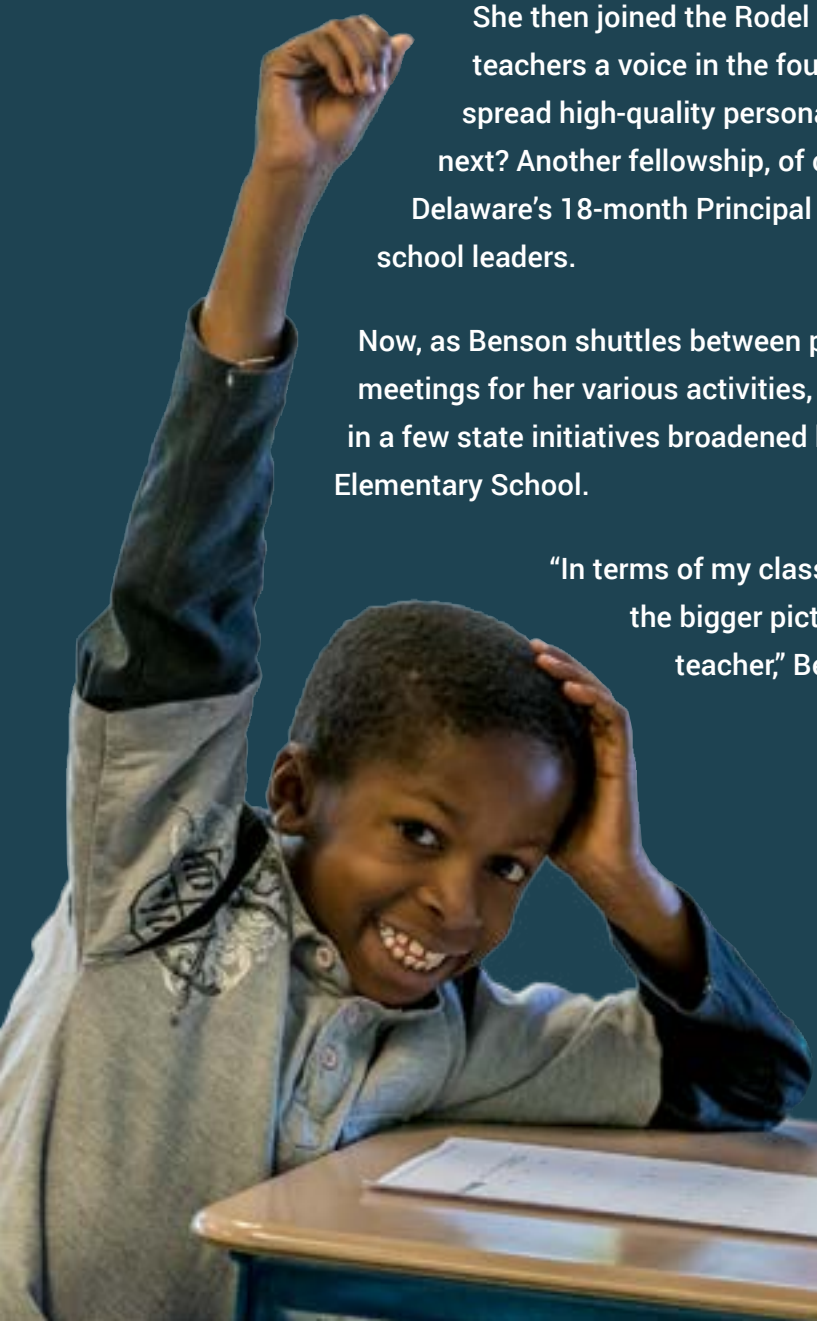 She then joined the Rodel
teachers a voice in the fou
spread high-quality persona
next? Another fellowship, of
Delaware’s 18-month Principal
school leaders.
Now, as Benson shuttles between p
meetings for her various activities,
in a few state initiatives broadened
Elementary School.
“In terms of my class
the bigger pict
teacher,” Be